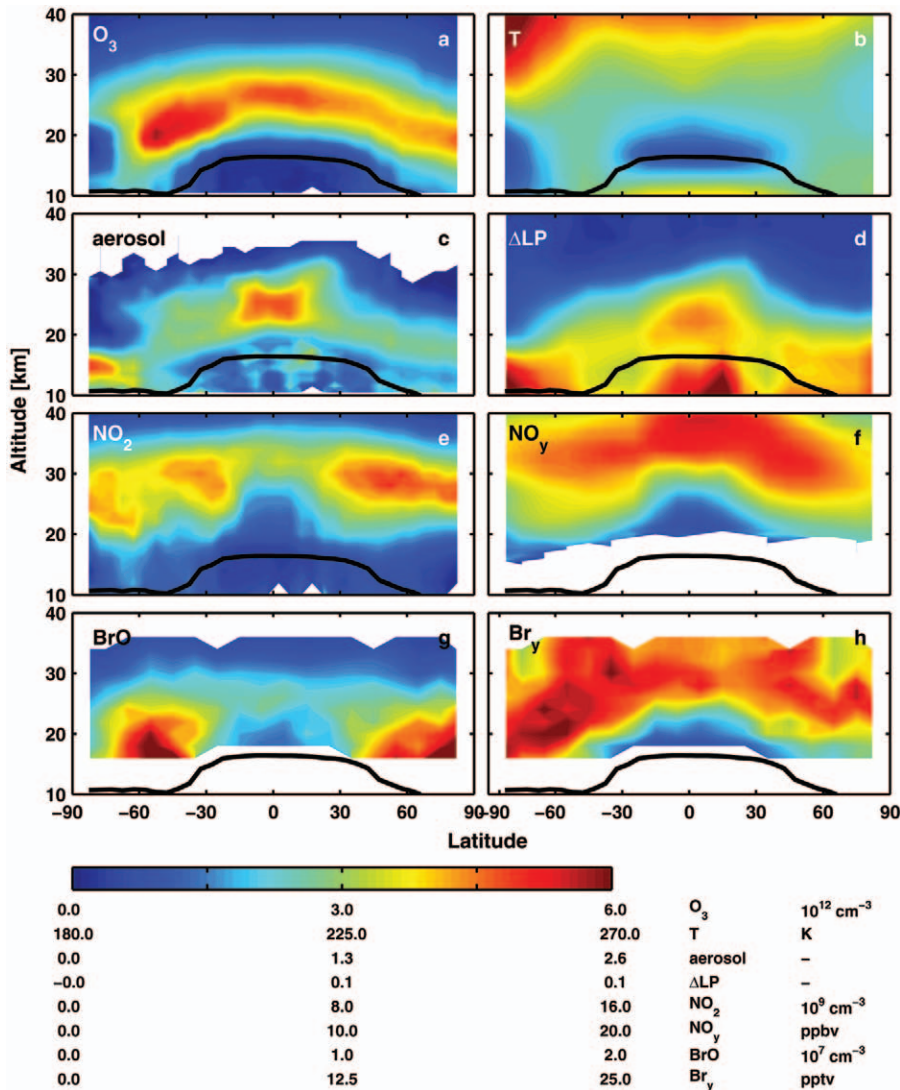 40
O3 a
T b
30
20
10
40
aerosol c
ΔLP d
30
20
10
Altitude [km]
40
NO2 e
NOy f
30
20
10
40
BrO g
Bry h
30
20
10
−90 −60 −30 0 30 60 90 −90 −60 −30 0 30 60 90
Latitude
0.0 3.0 6.0 O3 10^12 cm^−3
180.0 225.0 270.0 T K
0.0 1.3 2.6 aerosol −
−0.0 0.1 0.1 ΔLP −
0.0 8.0 16.0 NO2 10^9 cm^−3
0.0 10.0 20.0 NOy ppbv
0.0 1.0 2.0 BrO 10^7 cm^−3
0.0 12.5 25.0 Bry pptv